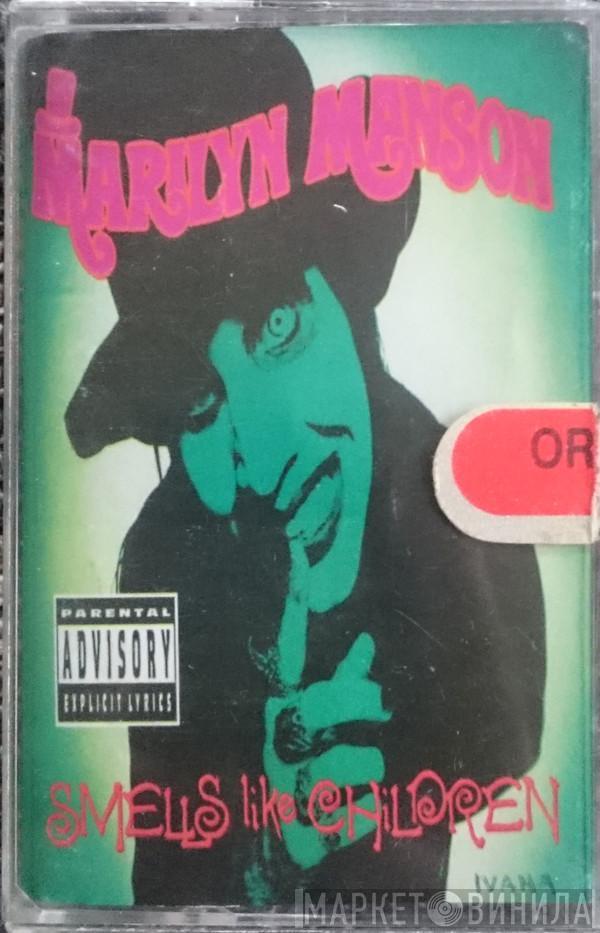 MARILYN MANSON
OR
PARENTAL
ADVISORY
EXPLICIT LYRICS
SMELLS like CHiLDREN
IVANA
МАРКЕТ ВИНИЛА